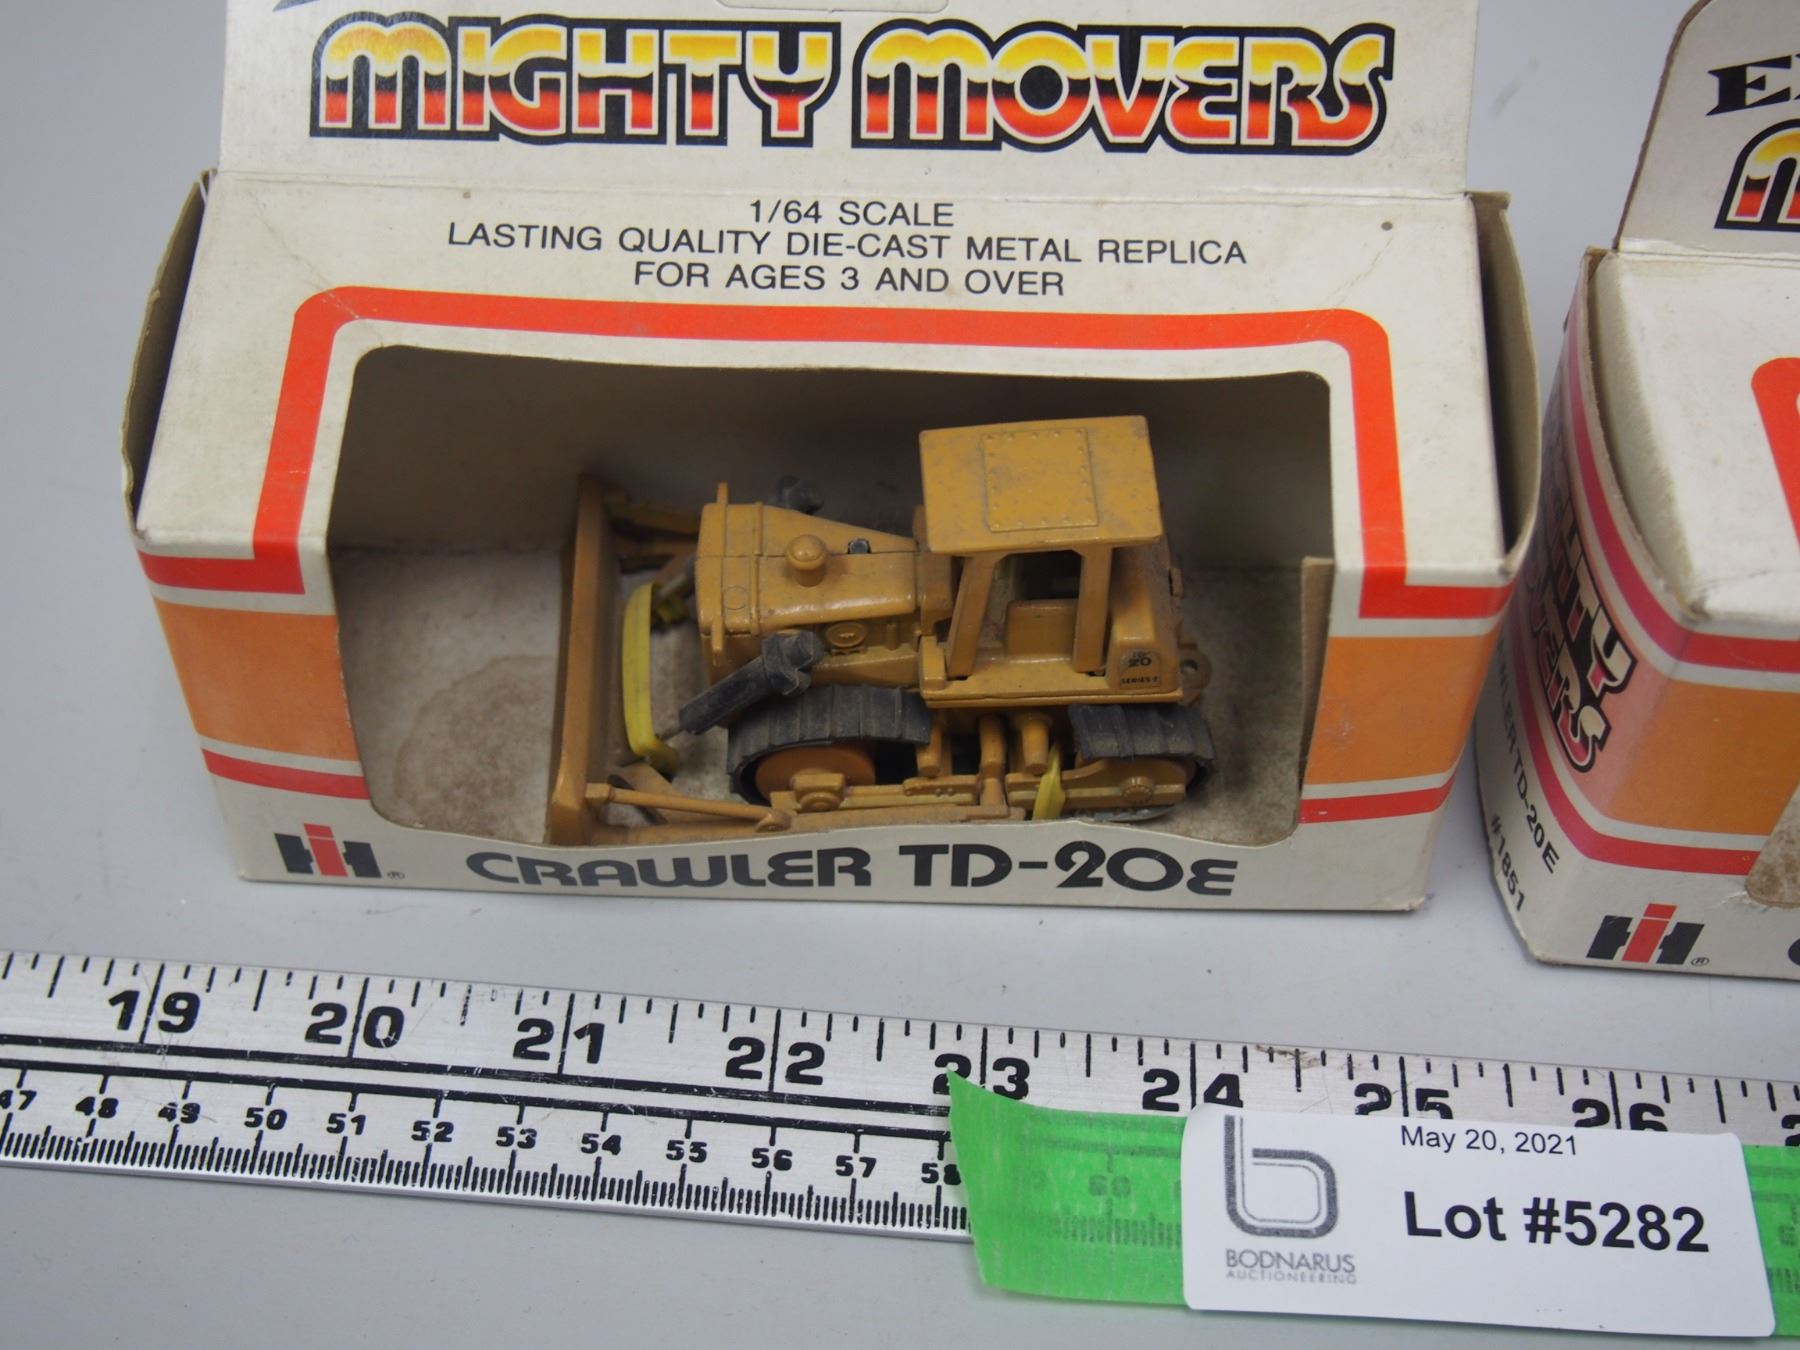 MIGHTY MOVERS
1/64 SCALE
LASTING QUALITY DIE-CAST METAL REPLICA
FOR AGES 3 AND OVER
20
SERIES E
IH®
CRAWLER TD-20E
TD-20E
#1851
IH®
19 20 21 22 23 24 25 26
47 48 49 50 51 52 53 54 55 56 57 58
May 20, 2021
Lot #5282
BODNARUS
AUCTIONEERING